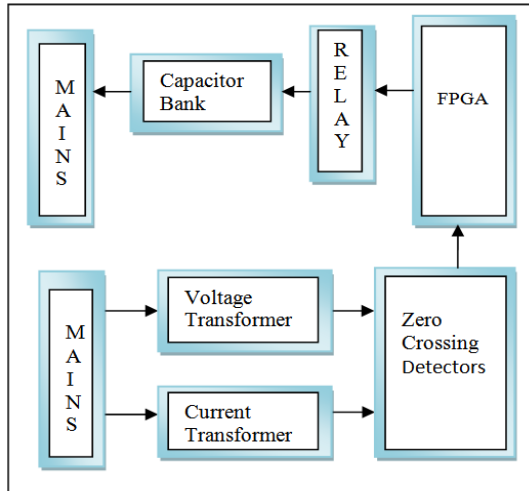 MAINS
Capacitor
Bank
RELAY
FPGA
MAINS
Voltage
Transformer
Current
Transformer
Zero
Crossing
Detectors